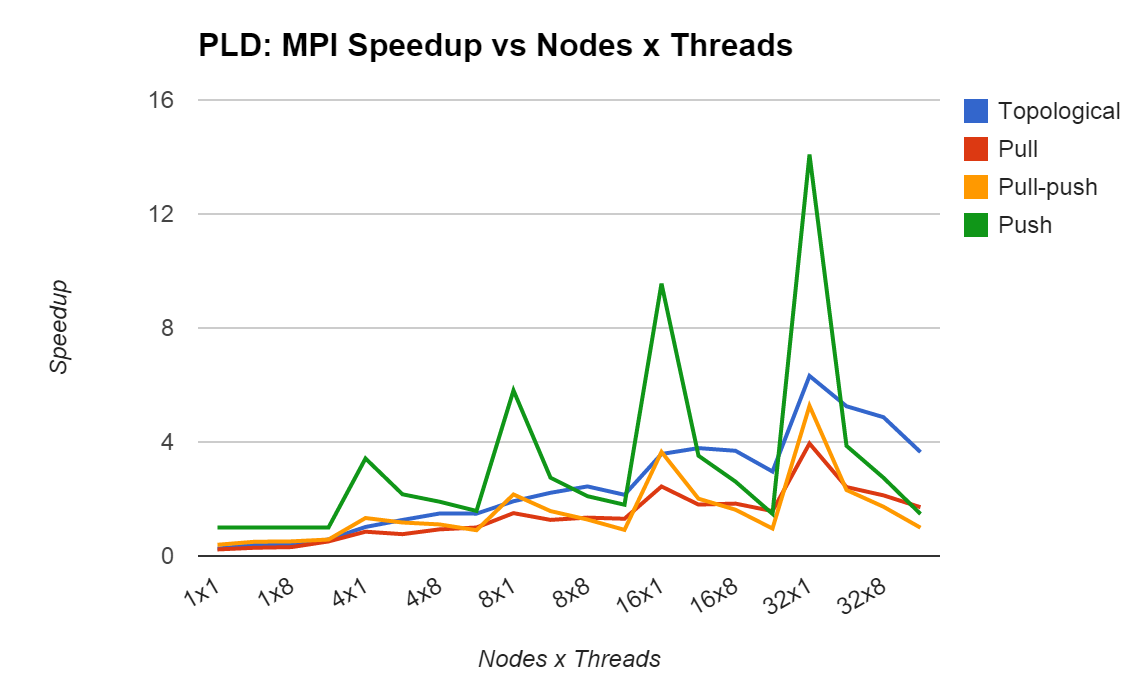 PLD: MPI Speedup vs Nodes x Threads
16
12
8
4
0
Speedup
1x1
1x8
4x1
4x8
8x1
8x8
16x1
16x8
32x1
32x8
Nodes x Threads
Topological
Pull
Pull-push
Push